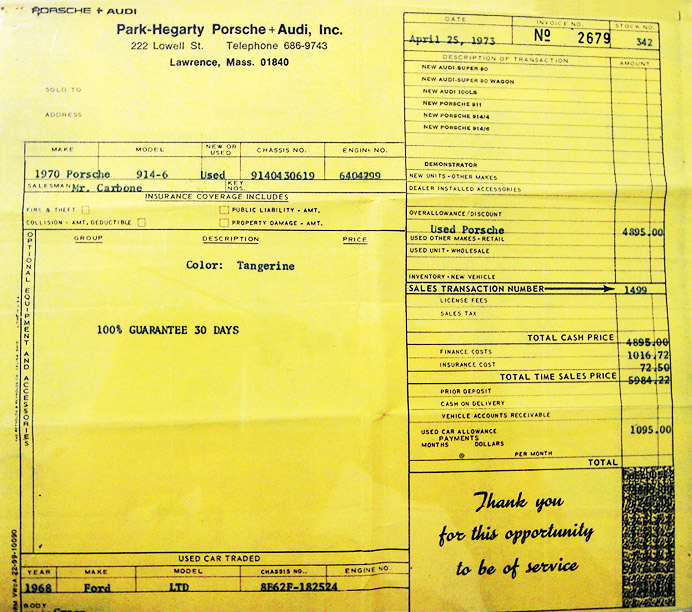 PORSCHE + AUDI
Park-Hegarty Porsche + Audi, Inc.
222 Lowell St. Telephone 686-9743
Lawrence, Mass. 01840
SOLD TO
ADDRESS
DATE INVOICE NO. STOCK NO.
April 25, 1973 Nº 2679 342
DESCRIPTION OF TRANSACTION AMOUNT
NEW AUDI-SUPER 90
NEW AUDI-SUPER 90 WAGON
NEW AUDI 100LS
NEW PORSCHE 911
NEW PORSCHE 914/4
NEW PORSCHE 914/6
DEMONSTRATOR
NEW UNITS - OTHER MAKES
DEALER INSTALLED ACCESSORIES
OVERALLOWANCE/DISCOUNT
Used Porsche 4895.00
USED OTHER MAKES - RETAIL
USED UNIT - WHOLESALE
INVENTORY - NEW VEHICLE
SALES TRANSACTION NUMBER 1499
LICENSE FEES
SALES TAX
TOTAL CASH PRICE 4895.00
FINANCE COSTS 1016.72
INSURANCE COST 72.50
TOTAL TIME SALES PRICE 5984.22
PRIOR DEPOSIT
CASH ON DELIVERY
VEHICLE ACCOUNTS RECEIVABLE
USED CAR ALLOWANCE 1095.00
PAYMENTS
MONTHS DOLLARS
@ PER MONTH
TOTAL
Thank you
for this opportunity
to be of service
MAKE MODEL NEW OR USED CHASSIS NO. ENGINE NO.
1970 Porsche 914-6 Used 9140430619 6404299
SALESMAN Mr. Carbone KEY NOS.
INSURANCE COVERAGE INCLUDES
FIRE & THEFT PUBLIC LIABILITY - AMT.
COLLISION - AMT. DEDUCTIBLE PROPERTY DAMAGE - AMT.
OPTIONAL EQUIPMENT AND ACCESSORIES
GROUP DESCRIPTION PRICE
Color: Tangerine
100% GUARANTEE 30 DAYS
USED CAR TRADED
YEAR MAKE MODEL CHASSIS NO. ENGINE NO.
1968 Ford LTD 8E62F-182524
BODY